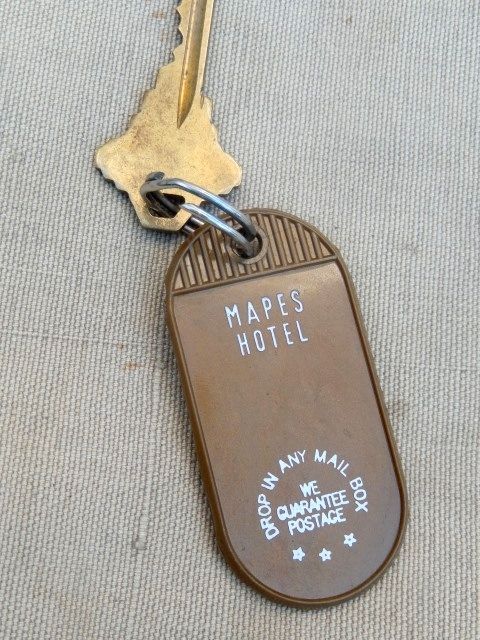 MAPES
HOTEL
DROP IN ANY MAIL BOX
WE
GUARANTEE
POSTAGE